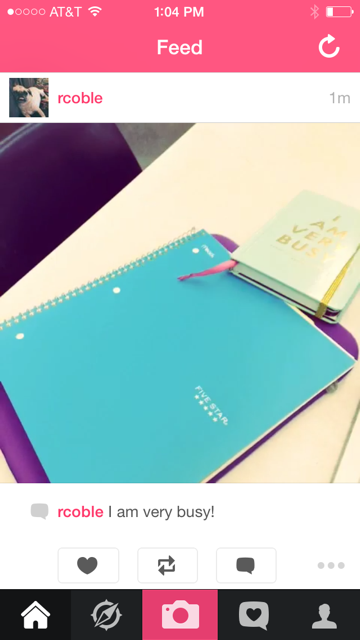 AT&T
1:04 PM
Feed
rcoble
1m
I AM
VERY
BUSY
FIVE STAR
rcoble I am very busy!